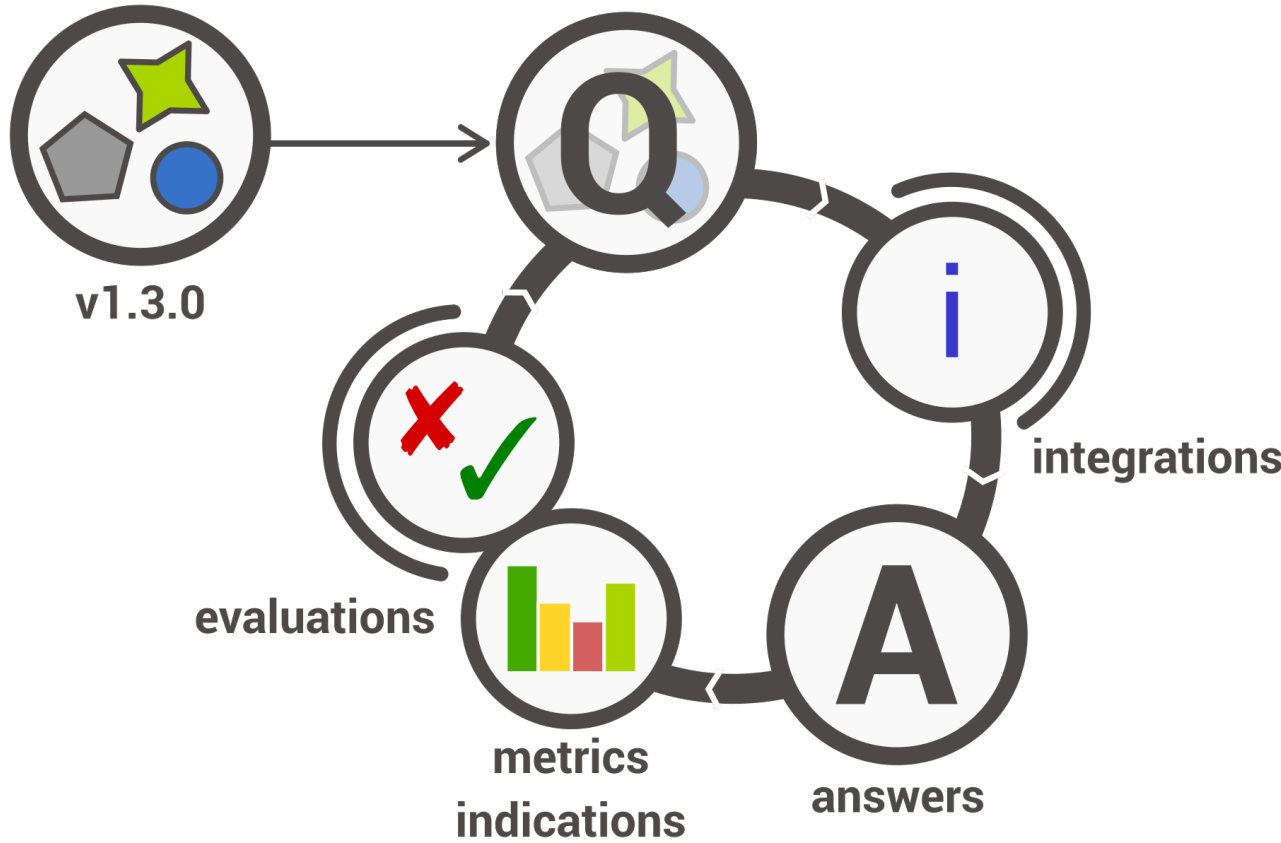 Q
v1.3.0
i
integrations
evaluations
A
metrics
indications
answers